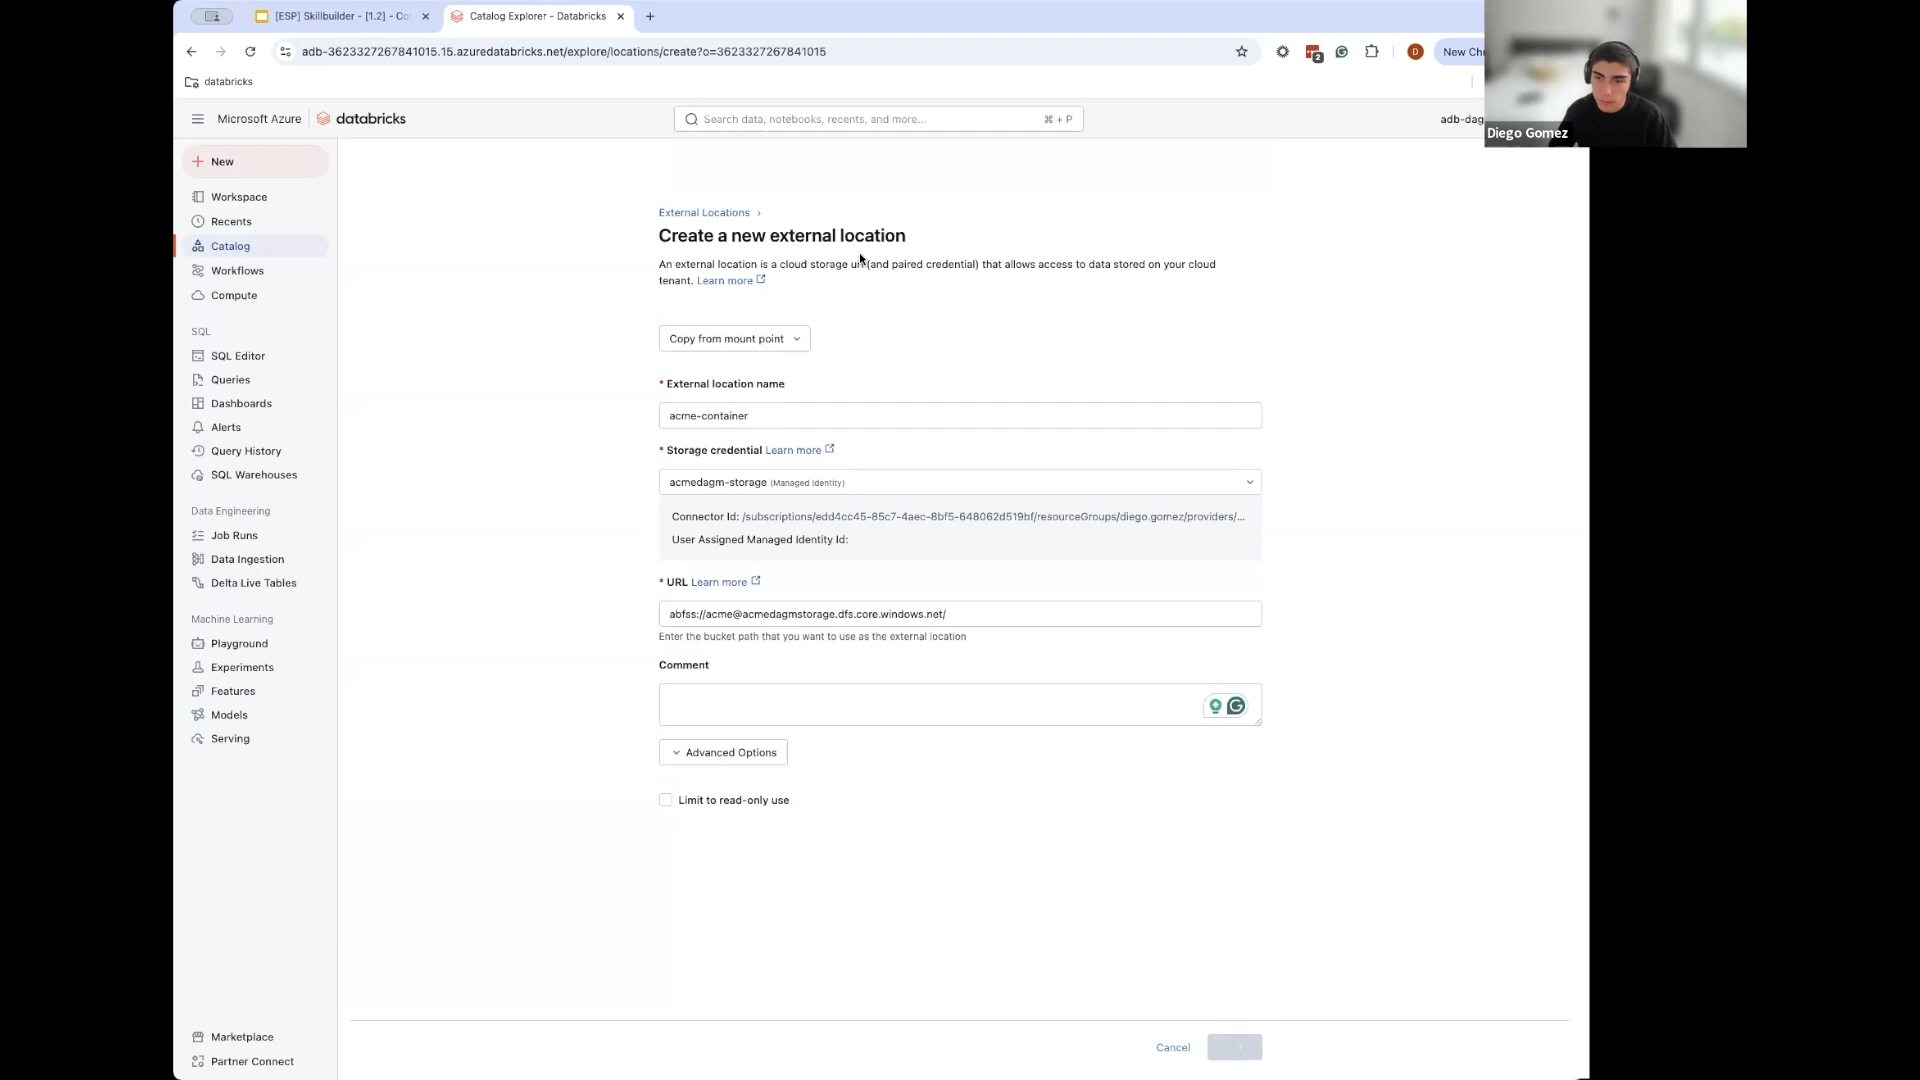 [ESP] Skillbuilder - [1.2] - Co
Catalog Explorer - Databricks
adb-3623327267841015.15.azuredatabricks.net/explore/locations/create?o=3623327267841015
2
D
New Ch
databricks
Microsoft Azure
databricks
Search data, notebooks, recents, and more...
⌘ + P
adb-dag
Diego Gomez
New
Workspace
Recents
Catalog
Workflows
Compute
SQL
SQL Editor
Queries
Dashboards
Alerts
Query History
SQL Warehouses
Data Engineering
Job Runs
Data Ingestion
Delta Live Tables
Machine Learning
Playground
Experiments
Features
Models
Serving
Marketplace
Partner Connect
External Locations ›
Create a new external location
An external location is a cloud storage url (and paired credential) that allows access to data stored on your cloud
tenant. Learn more
Copy from mount point
* External location name
acme-container
* Storage credential Learn more
acmedagm-storage (Managed Identity)
Connector Id: /subscriptions/edd4cc45-85c7-4aec-8bf5-648062d519bf/resourceGroups/diego.gomez/providers/...
User Assigned Managed Identity Id:
* URL Learn more
abfss://acme@acmedagmstorage.dfs.core.windows.net/
Enter the bucket path that you want to use as the external location
Comment
Advanced Options
Limit to read-only use
Cancel